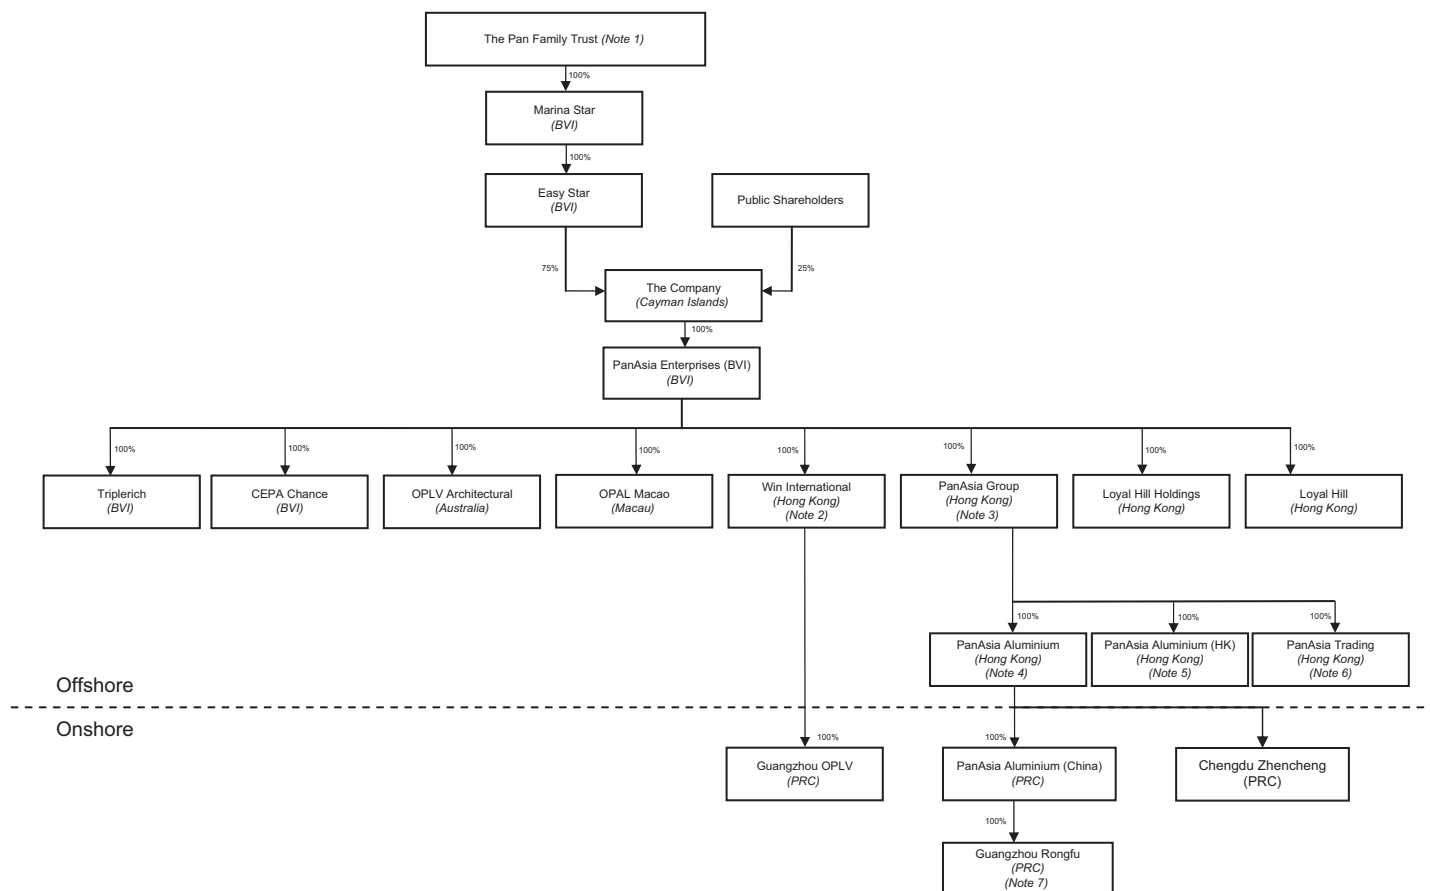 The Pan Family Trust (Note 1)
100%
Marina Star
(BVI)
100%
Easy Star
(BVI)
Public Shareholders
75%
25%
The Company
(Cayman Islands)
100%
PanAsia Enterprises (BVI)
(BVI)
100%
100%
100%
100%
100%
100%
100%
100%
Triplerich
(BVI)
CEPA Chance
(BVI)
OPLV Architectural
(Australia)
OPAL Macao
(Macau)
Win International
(Hong Kong)
(Note 2)
PanAsia Group
(Hong Kong)
(Note 3)
Loyal Hill Holdings
(Hong Kong)
Loyal Hill
(Hong Kong)
100%
100%
100%
PanAsia Aluminium
(Hong Kong)
(Note 4)
PanAsia Aluminium (HK)
(Hong Kong)
(Note 5)
PanAsia Trading
(Hong Kong)
(Note 6)
Offshore
Onshore
100%
100%
Guangzhou OPLV
(PRC)
PanAsia Aluminium (China)
(PRC)
Chengdu Zhencheng
(PRC)
100%
Guangzhou Rongfu
(PRC)
(Note 7)